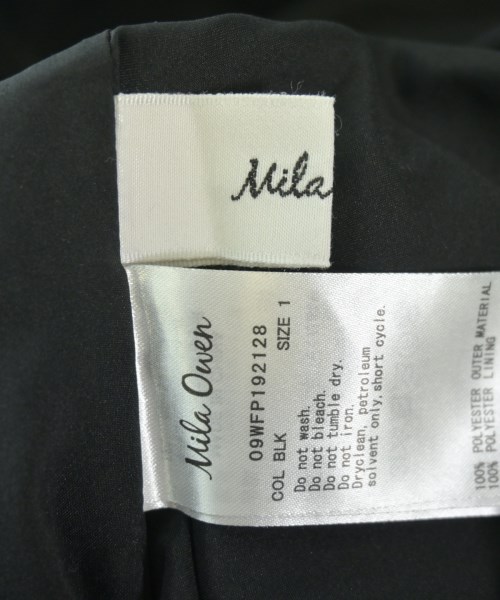 Mila
Mila Owen
09WFP192128
COL BLK SIZE 1
Do not wash.
Do not bleach.
Do not tumble dry.
Do not iron.
Dryclean, petroleum
solvent only,short cycle.
100% POLYESTER OUTER MATERIAL
100% POLYESTER LINING